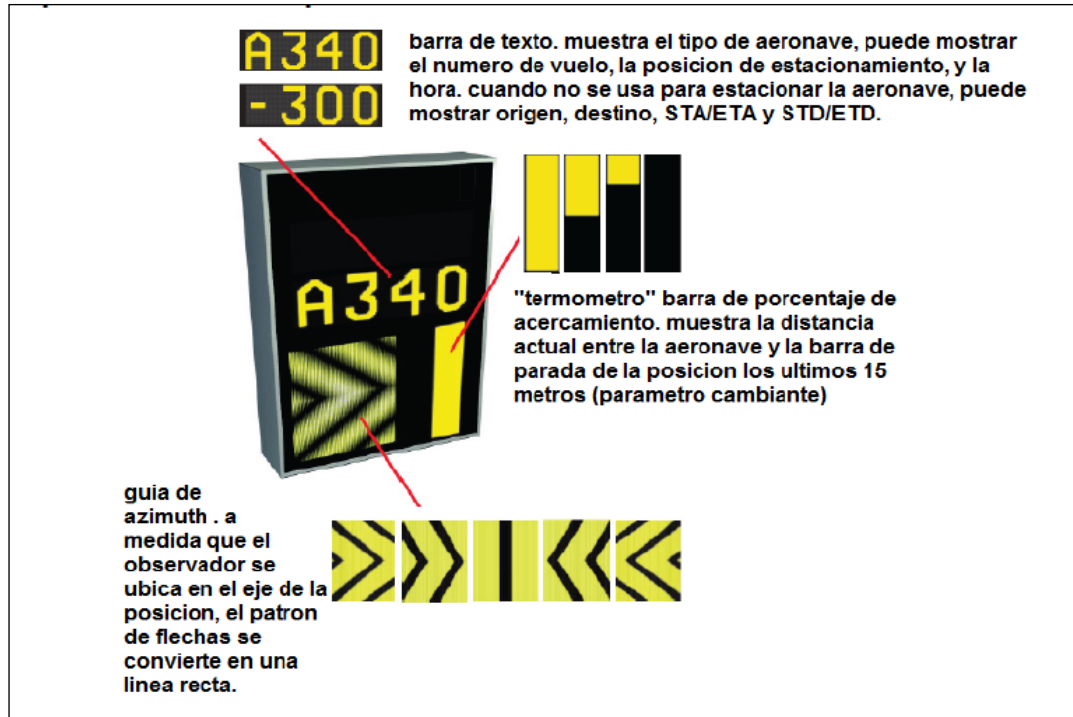 A340
-300
barra de texto. muestra el tipo de aeronave, puede mostrar
el numero de vuelo, la posicion de estacionamiento, y la
hora. cuando no se usa para estacionar la aeronave, puede
mostrar origen, destino, STA/ETA y STD/ETD.
A340
"termometro" barra de porcentaje de
acercamiento. muestra la distancia
actual entre la aeronave y la barra de
parada de la posicion los ultimos 15
metros (parametro cambiante)
guia de
azimuth . a
medida que el
observador se
ubica en el eje de la
posicion, el patron
de flechas se
convierte en una
linea recta.